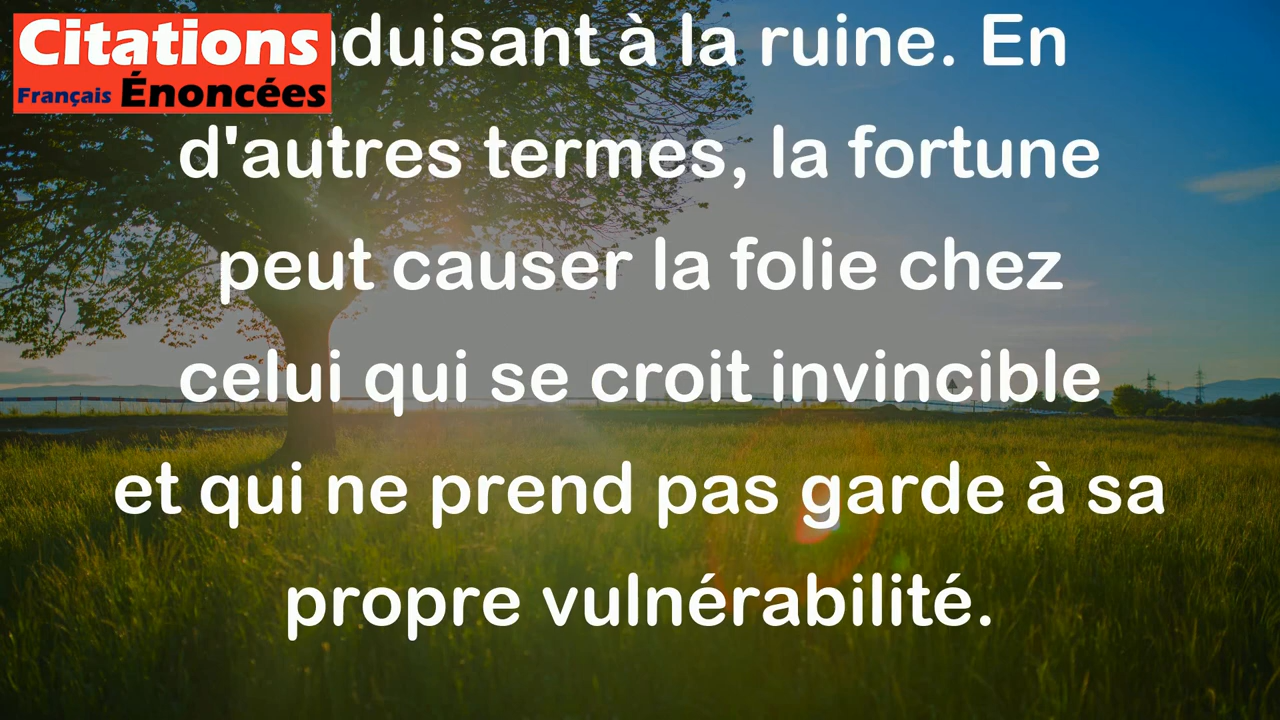 Citations
Français Énoncées
duisant à la ruine. En
d'autres termes, la fortune
peut causer la folie chez
celui qui se croit invincible
et qui ne prend pas garde à sa
propre vulnérabilité.